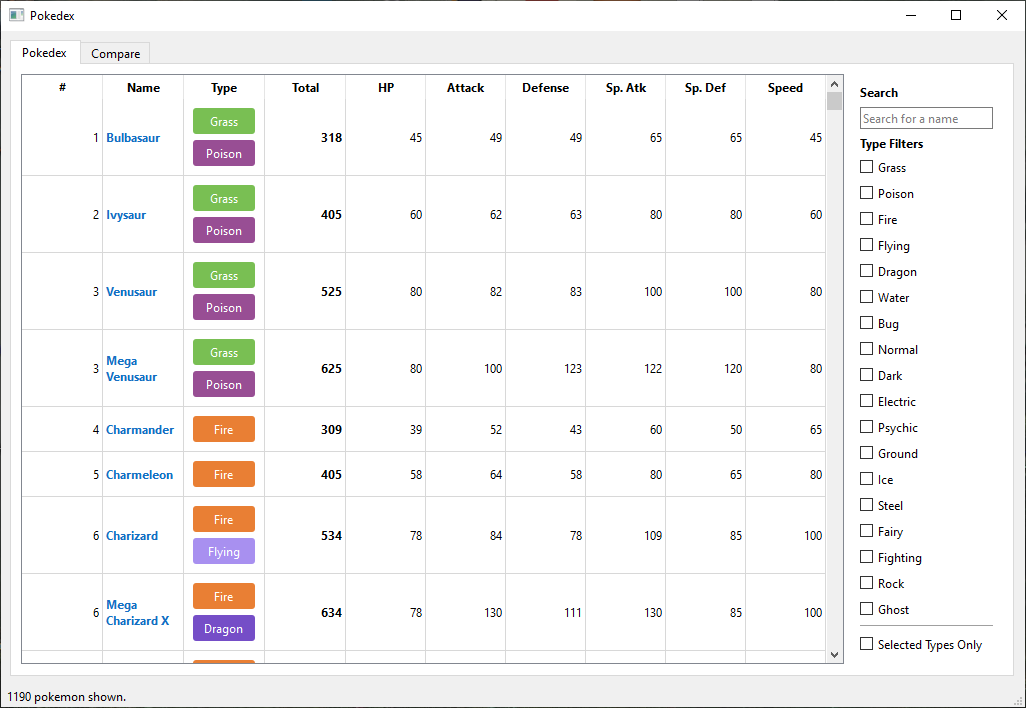 Pokedex
Pokedex Compare
# Name Type Total HP Attack Defense Sp. Atk Sp. Def Speed
1 Bulbasaur Grass Poison 318 45 49 49 65 65 45
2 Ivysaur Grass Poison 405 60 62 63 80 80 60
3 Venusaur Grass Poison 525 80 82 83 100 100 80
3 Mega Venusaur Grass Poison 625 80 100 123 122 120 80
4 Charmander Fire 309 39 52 43 60 50 65
5 Charmeleon Fire 405 58 64 58 80 65 80
6 Charizard Fire Flying 534 78 84 78 109 85 100
6 Mega Charizard X Fire Dragon 634 78 130 111 130 85 100
Search
Search for a name
Type Filters
Grass
Poison
Fire
Flying
Dragon
Water
Bug
Normal
Dark
Electric
Psychic
Ground
Ice
Steel
Fairy
Fighting
Rock
Ghost
Selected Types Only
1190 pokemon shown.